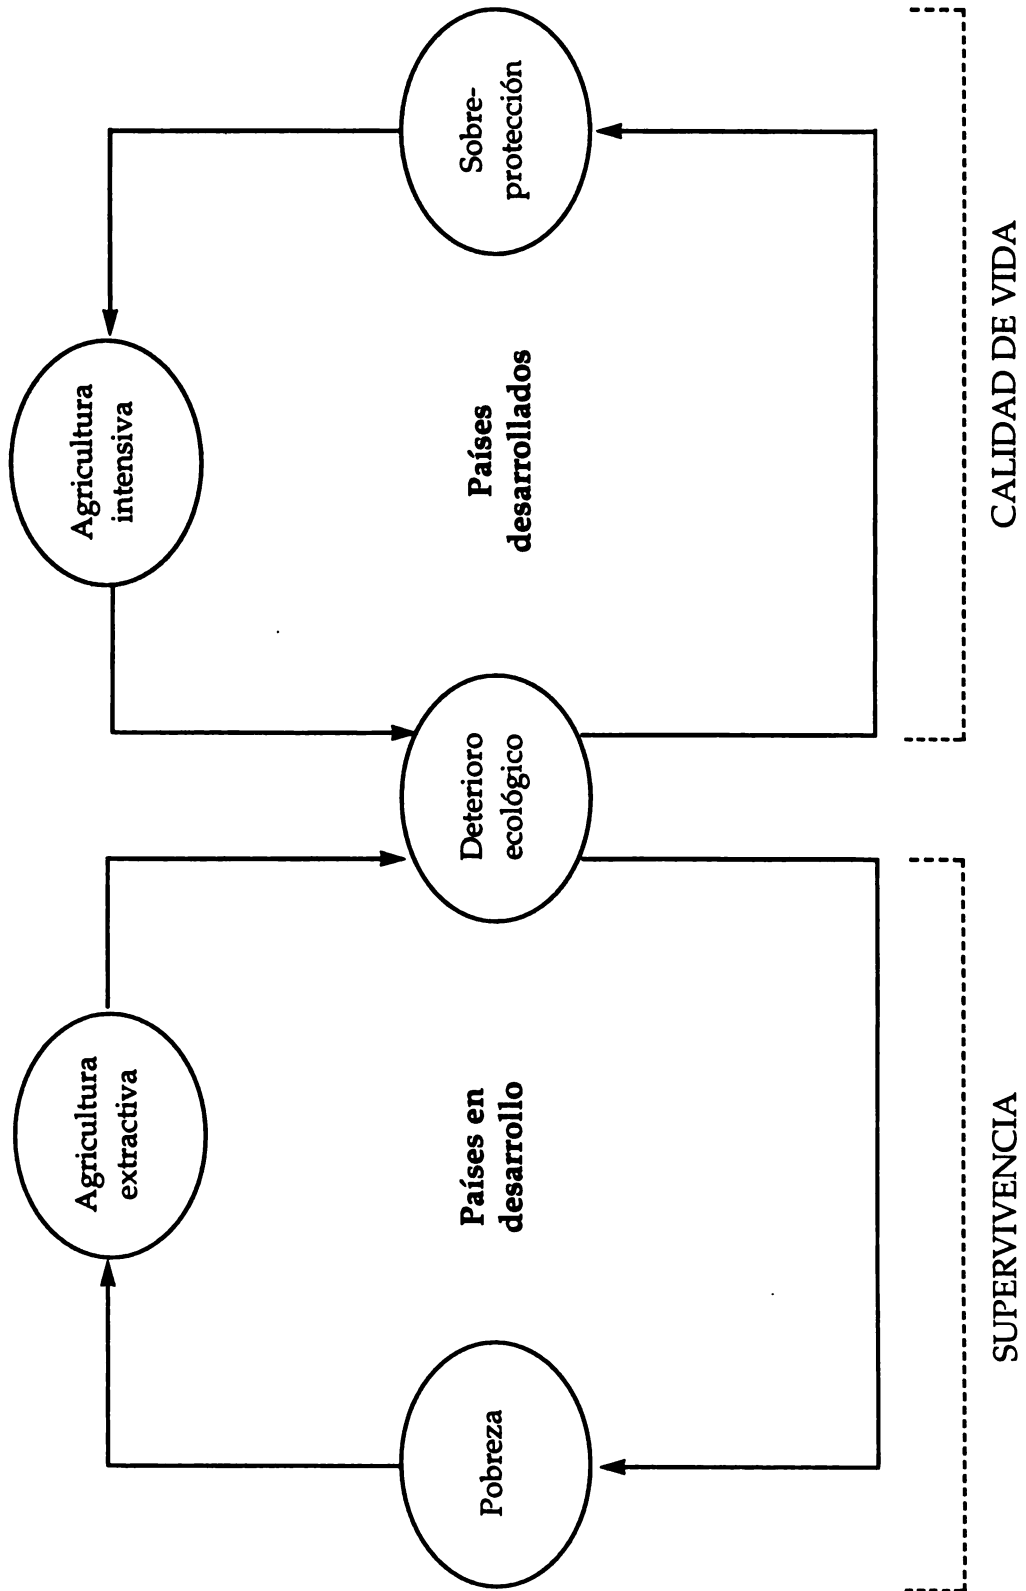 Agricultura
extractiva
Agricultura
intensiva
Pobreza
Países en
desarrollo
Deterioro
ecológico
Países
desarrollados
Sobre-
protección
SUPERVIVENCIA
CALIDAD DE VIDA